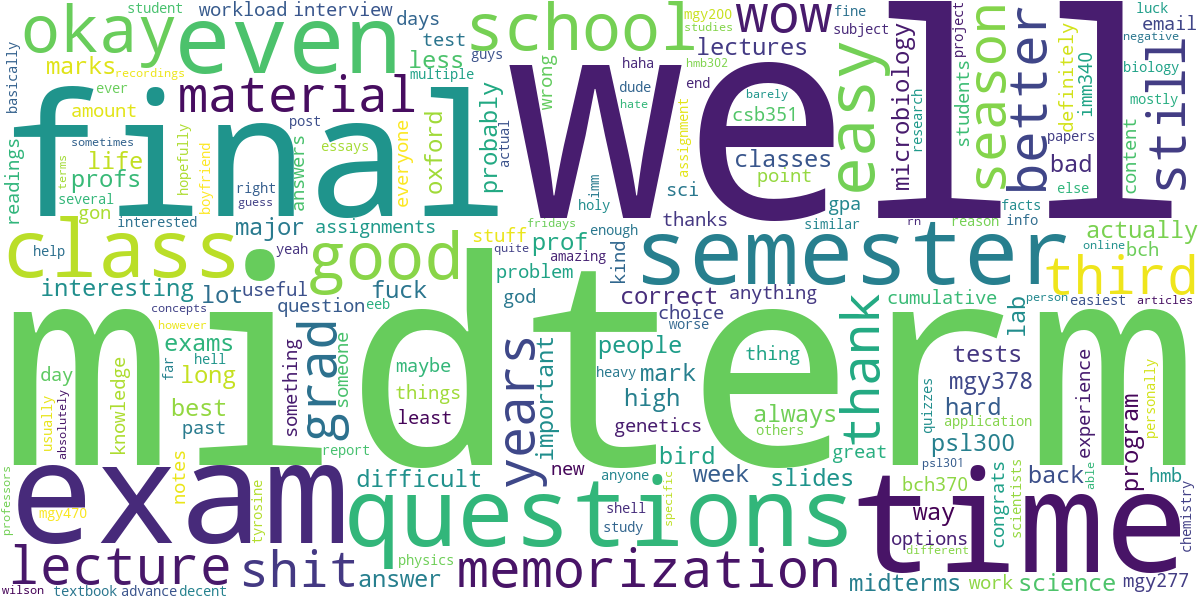 student
workload interview
days
school
wow
mgy200
fine
luck
okay
even
test
guys
studies
subject
project
email
negative
basically
marks
recordings
less
multiple
haha
lectures
hmb302
season
better
still
easy
ever
material
wrong
dude
end
microbiology
students
biology
amount
final
well
hate
barely
research
definitely
imm340
mostly
post
probably
actual
assignment
csb351
papers
content
sometimes
essays
answers
everyone
oxford
classes
bad
readings
terms
life
hopefully
boyfriend
point
else
profs
right
guess
imm
holy
sci
gpa
facts
several
gon
interested
major
assignments
fridays
thanks
similar
rn
reason
info
actually
class
good
stuff
prof
enough
kind
semester
online
bch
help
yeah
quite
amazing
third
interesting
lot
useful
problem
god
correct
anything
cumulative
person
question
eeb
fuck
choice
easiest
articles
concepts
however
midterm
worse
thank
lab
exams
grad
someone
years
important
people
thing
tests
day
far
hell
maybe
heavy
mark
mgy378
long
something
things
high
always
hard
quizzes
application
experience
personally
knowledge
best
least
genetics
others
usually
absolutely
past
great
psl300
report
bird
program
exam
notes
difficult
new
anyone
week
slides
psl301
back
able
hmb
professors
mgy470
tyrosine
questions
shell
study
specific
time
bch370
way
congrats
scientists
chemistry
options
different
lecture
shit
physics
answer
memorization
midterms
work
science
mgy277
wilson
textbook
advance
decent